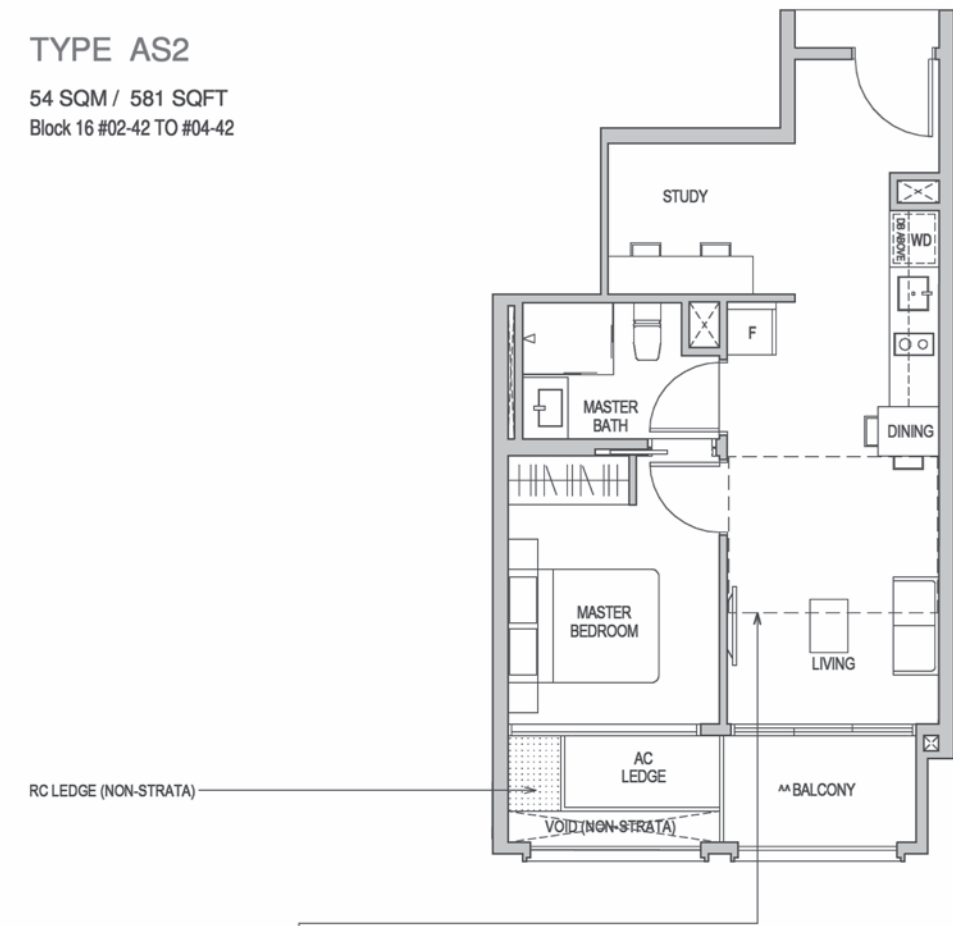 TYPE AS2
54 SQM / 581 SQFT
Block 16 #02-42 TO #04-42
STUDY
DB ABOVE
WD
F
MASTER
BATH
DINING
MASTER
BEDROOM
LIVING
AC
LEDGE
RC LEDGE (NON-STRATA)
^^ BALCONY
VOID (NON-STRATA)